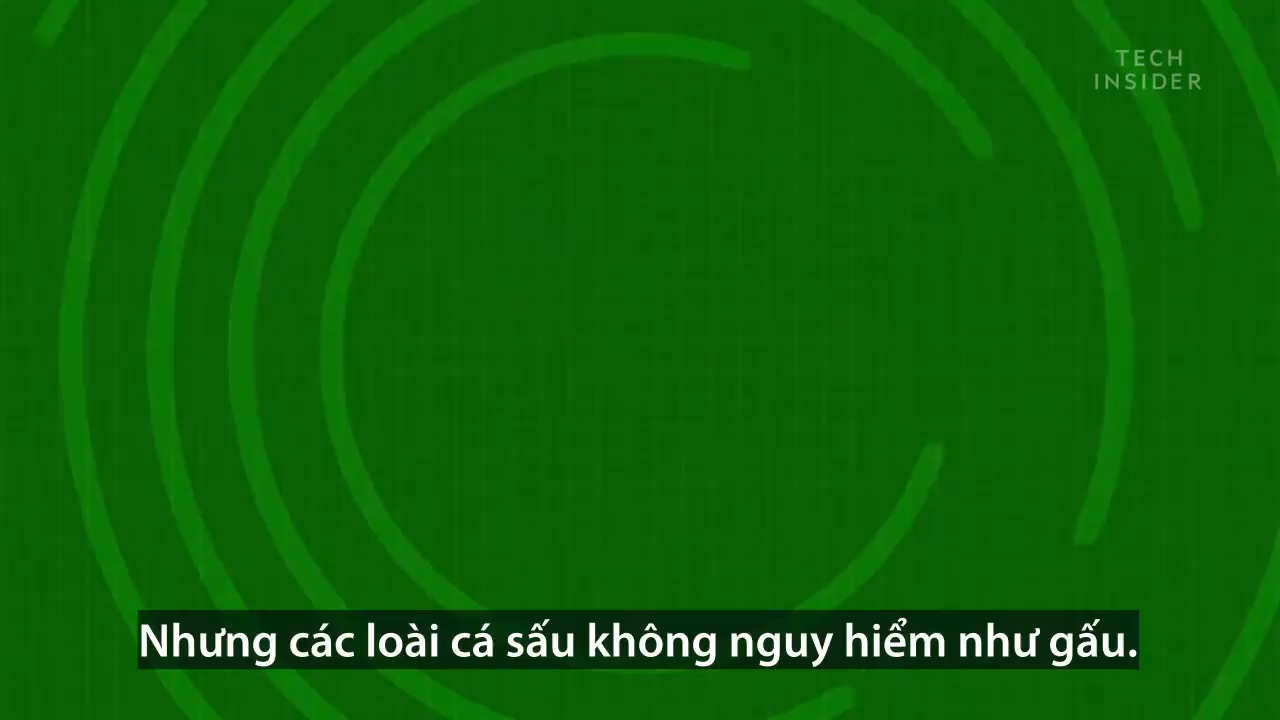 TECH
INSIDER
Nhưng các loài cá sấu không nguy hiểm như gấu.